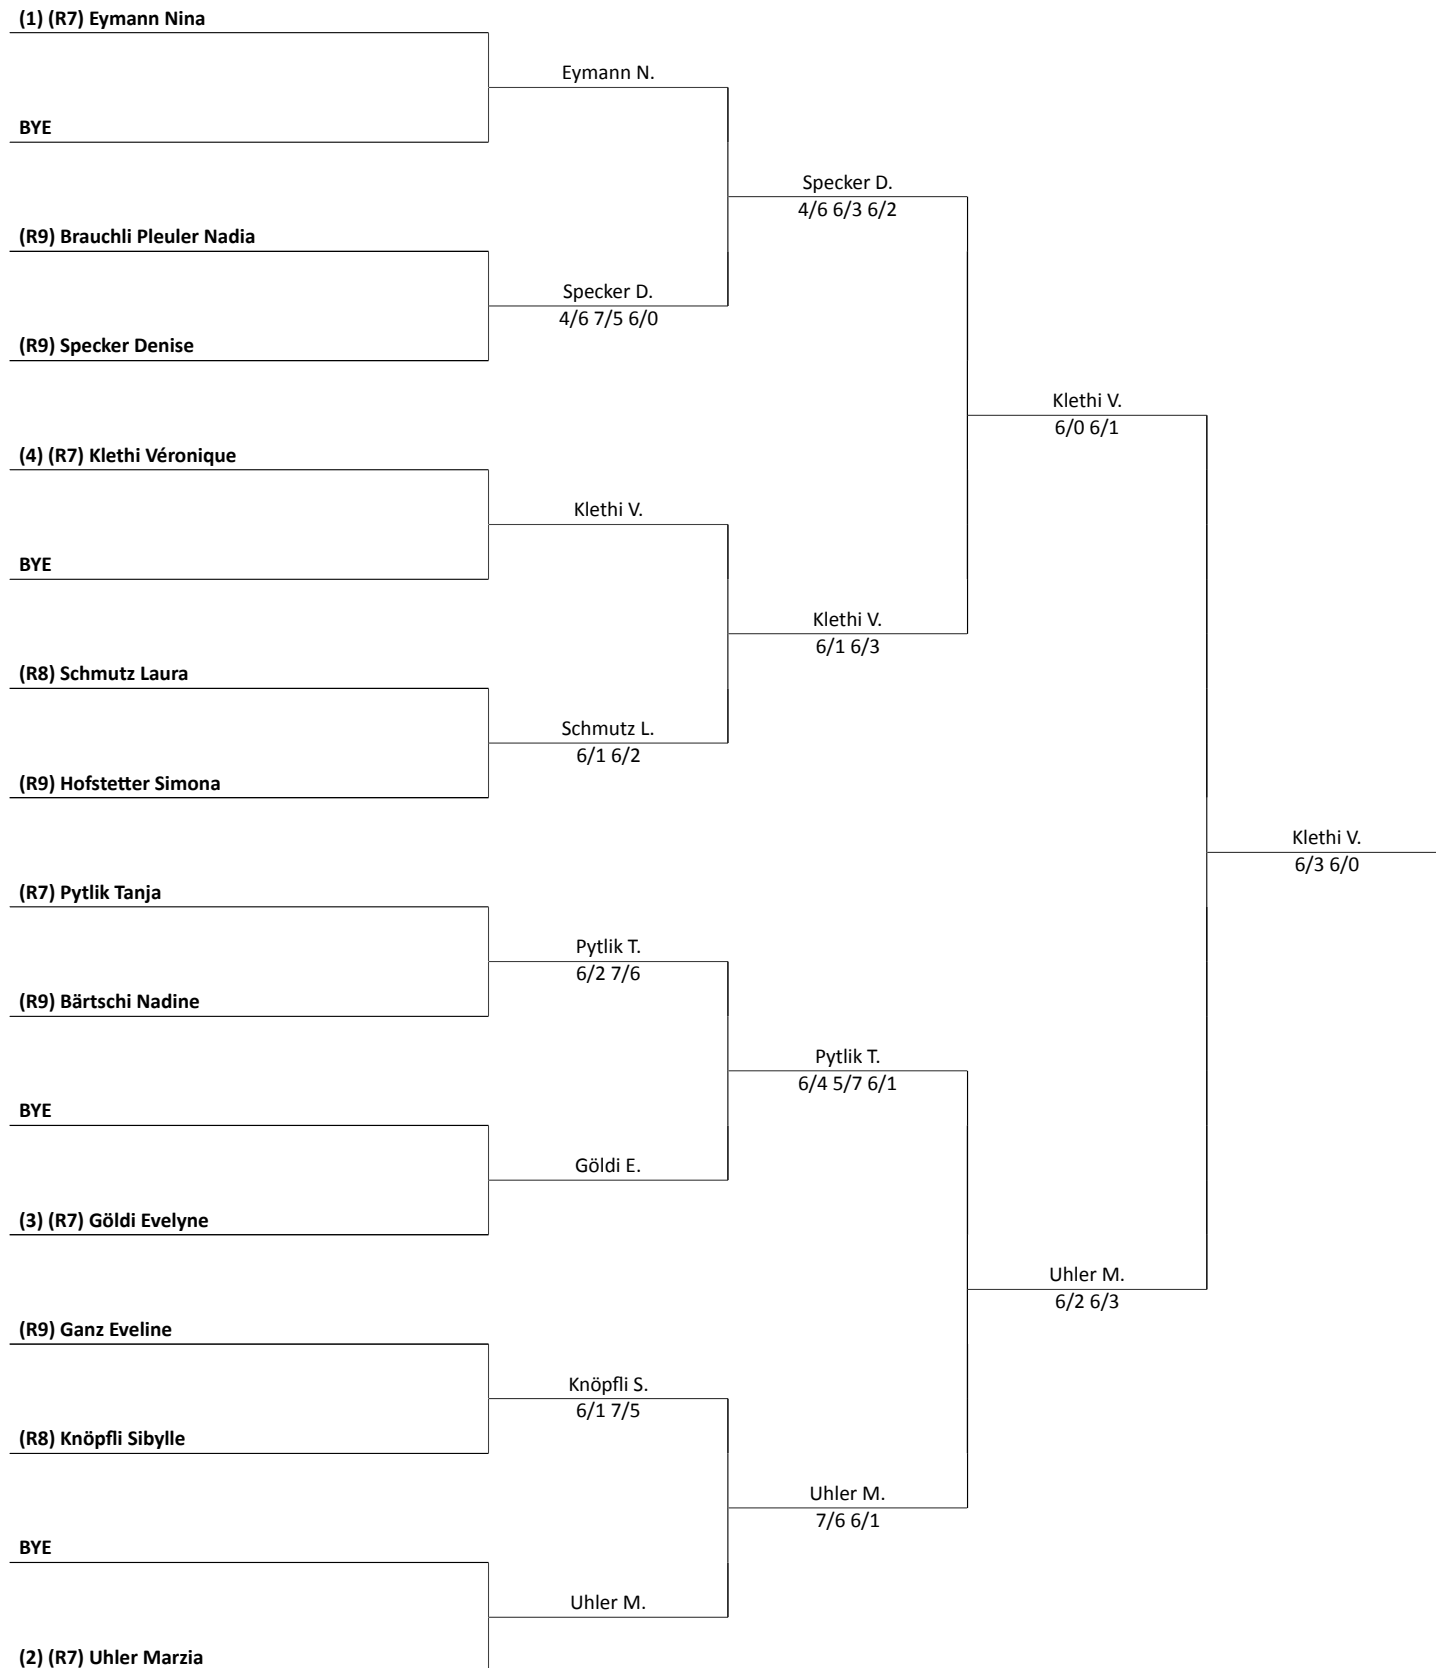 (1) (R7) Eymann Nina
Eymann N.
BYE
Specker D.
4/6 6/3 6/2
(R9) Brauchli Pleuler Nadia
Specker D.
4/6 7/5 6/0
(R9) Specker Denise
Klethi V.
6/0 6/1
(4) (R7) Klethi Véronique
Klethi V.
BYE
Klethi V.
6/1 6/3
(R8) Schmutz Laura
Schmutz L.
6/1 6/2
(R9) Hofstetter Simona
Klethi V.
6/3 6/0
(R7) Pytlik Tanja
Pytlik T.
6/2 7/6
(R9) Bärtschi Nadine
Pytlik T.
6/4 5/7 6/1
BYE
Göldi E.
(3) (R7) Göldi Evelyne
Uhler M.
6/2 6/3
(R9) Ganz Eveline
Knöpfli S.
6/1 7/5
(R8) Knöpfli Sibylle
Uhler M.
7/6 6/1
BYE
Uhler M.
(2) (R7) Uhler Marzia